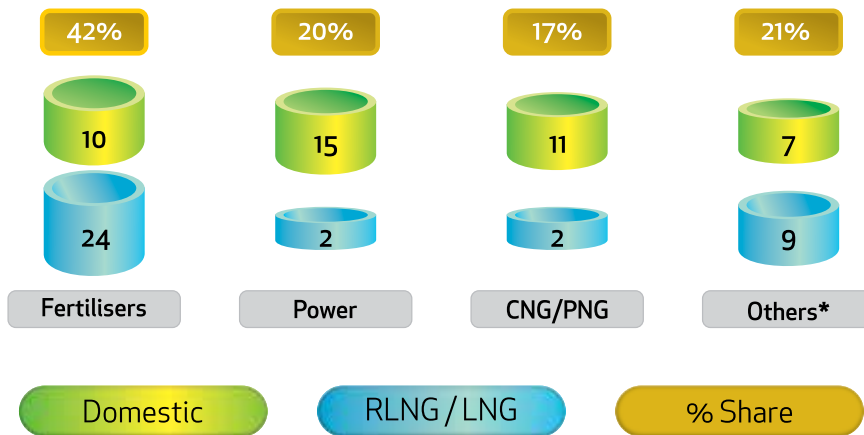 42% 20% 17% 21%
10 15 11 7
24 2 2 9
Fertilisers Power CNG/PNG Others*
Domestic RLNG / LNG % Share